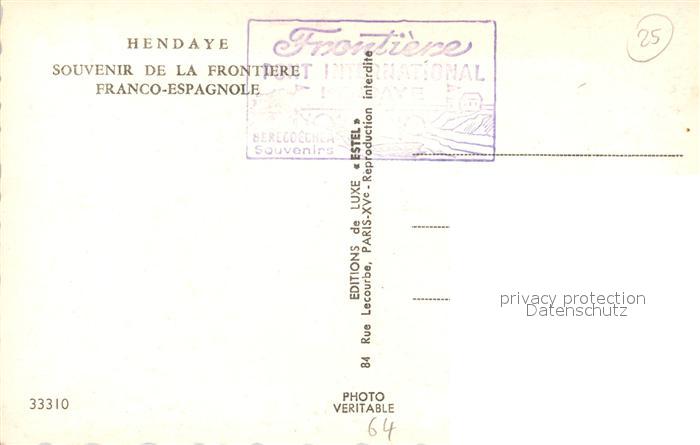 HENDAYE
SOUVENIR DE LA FRONTIERE
FRANCO-ESPAGNOLE
Frontière
PONT INTERNATIONAL
BERECOECHEA
Souvenirs
25
EDITIONS de LUXE « ESTEL »
84 Rue Lecourbe, PARIS-XVe - Reproduction interdite
privacy protection
Datenschutz
33310
PHOTO
VERITABLE
64